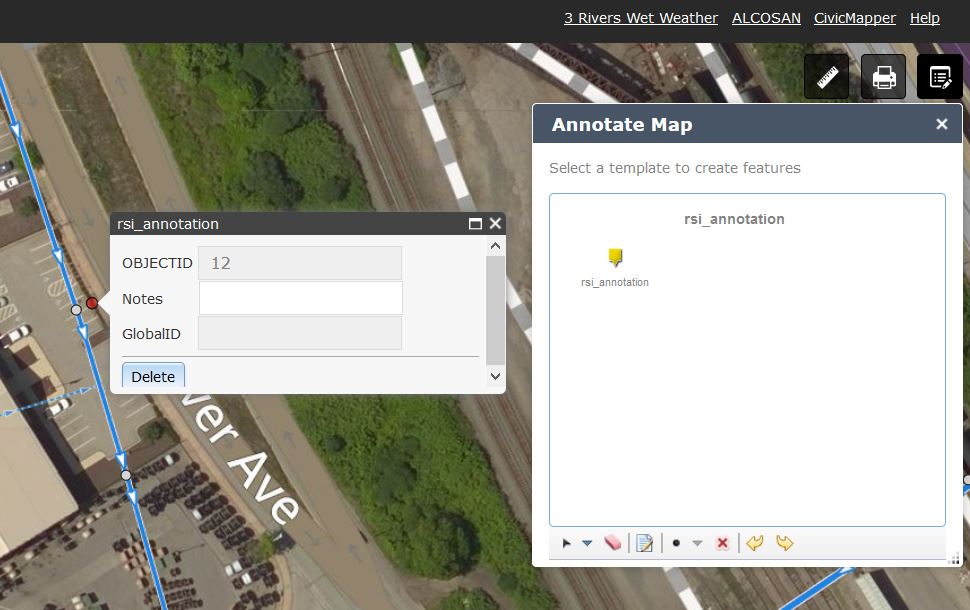 3 Rivers Wet Weather ALCOSAN CivicMapper Help
Annotate Map
Select a template to create features
rsi_annotation
rsi_annotation
rsi_annotation
OBJECTID 12
Notes
GlobalID
Delete
ver Ave